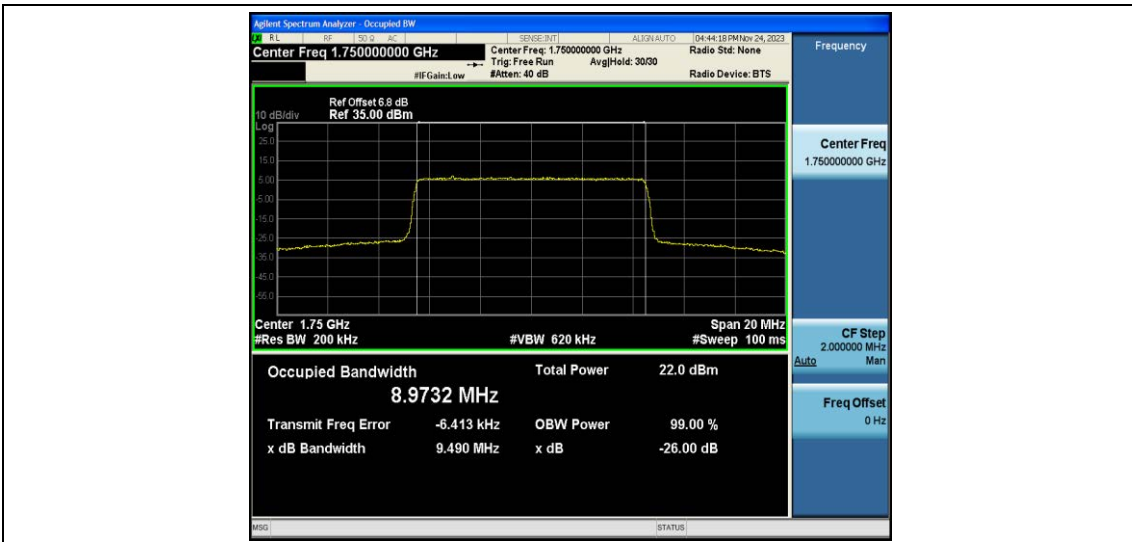 Agilent Spectrum Analyzer - Occupied BW
LXI RL RF 50 Ω AC SENSE:INT ALIGN AUTO 04:44:18 PM Nov 24, 2023
Center Freq 1.750000000 GHz Center Freq: 1.750000000 GHz Radio Std: None Frequency
Trig: Free Run Avg|Hold: 30/30
#IFGain:Low #Atten: 40 dB Radio Device: BTS
Ref Offset 6.8 dB
10 dB/div Ref 35.00 dBm
Log
25.0
15.0
5.00
-5.00
-15.0
-25.0
-35.0
-45.0
-55.0
Center Freq
1.750000000 GHz
Center 1.75 GHz Span 20 MHz
#Res BW 200 kHz #VBW 620 kHz #Sweep 100 ms
CF Step
2.000000 MHz
Auto Man
Occupied Bandwidth Total Power 22.0 dBm
8.9732 MHz
Freq Offset
0 Hz
Transmit Freq Error -6.413 kHz OBW Power 99.00 %
x dB Bandwidth 9.490 MHz x dB -26.00 dB
MSG STATUS